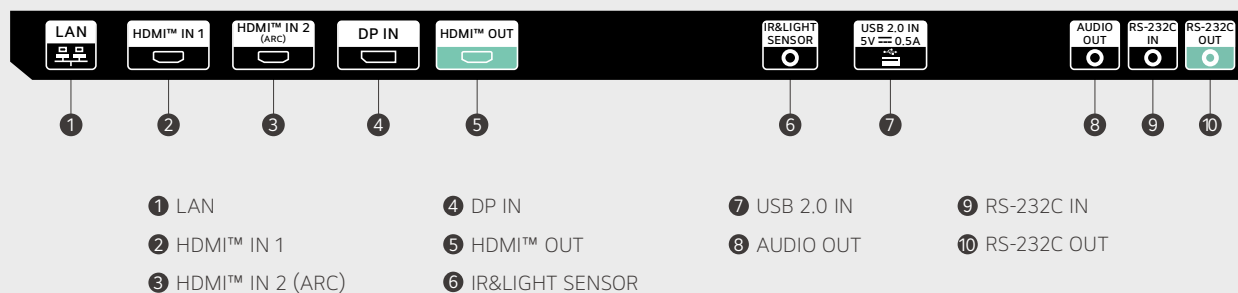 LAN
HDMI™ IN 1
HDMI™ IN 2
(ARC)
DP IN
HDMI™ OUT
IR&LIGHT
SENSOR
USB 2.0 IN
5V ⎓ 0.5A
AUDIO
OUT
RS-232C
IN
RS-232C
OUT
1
2
3
4
5
6
7
8
9
10
1 LAN
2 HDMI™ IN 1
3 HDMI™ IN 2 (ARC)
4 DP IN
5 HDMI™ OUT
6 IR&LIGHT SENSOR
7 USB 2.0 IN
8 AUDIO OUT
9 RS-232C IN
10 RS-232C OUT